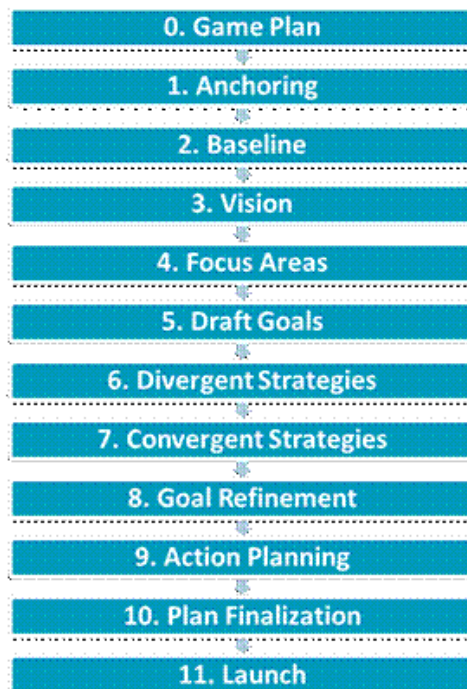 0. Game Plan
1. Anchoring
2. Baseline
3. Vision
4. Focus Areas
5. Draft Goals
6. Divergent Strategies
7. Convergent Strategies
8. Goal Refinement
9. Action Planning
10. Plan Finalization
11. Launch